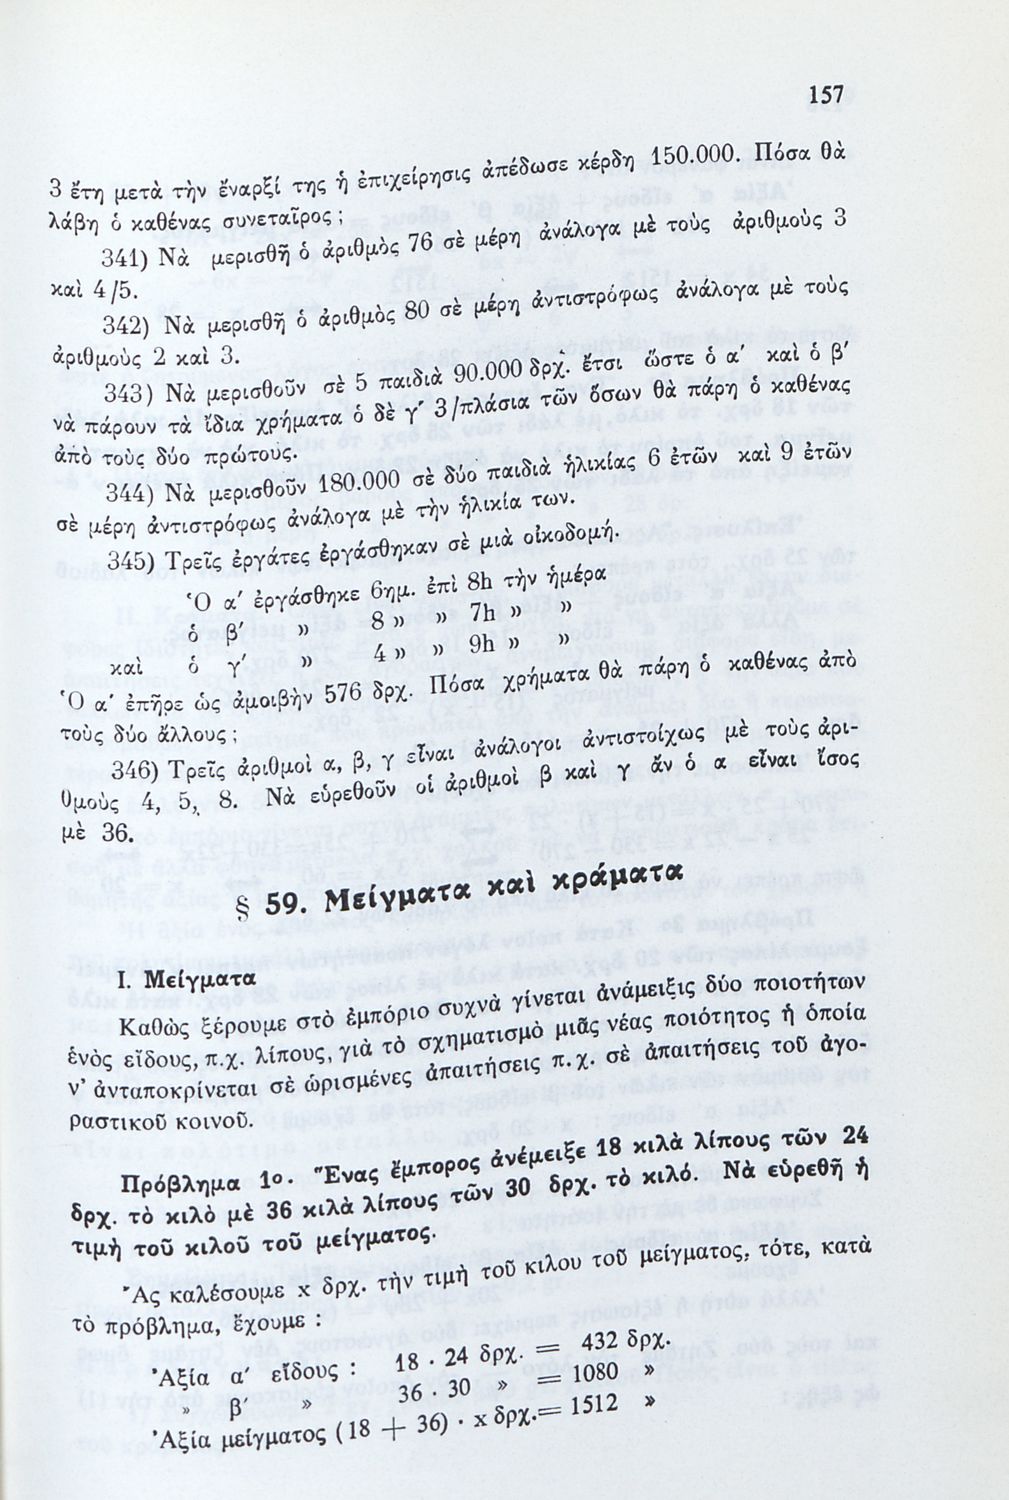 157
3 ἔτη μετὰ τὴν ἔναρξί της ἡ ἐπιχείρησις ἀπέδωσε κέρδη 150.000. Πόσα θὰ
λάβη ὁ καθένας συνεταῖρος ;
341) Νὰ μερισθῆ ὁ ἀριθμὸς 76 σὲ μέρη ἀνάλογα μὲ τοὺς ἀριθμοὺς 3
καὶ 4/5.
342) Νὰ μερισθῆ ὁ ἀριθμὸς 80 σὲ μέρη ἀντιστρόφως ἀνάλογα μὲ τοὺς
ἀριθμοὺς 2 καὶ 3.
343) Νὰ μερισθοῦν σὲ 5 παιδιὰ 90.000 δρχ. ἔτσι ὥστε ὁ α΄ καὶ ὁ β΄
νὰ πάρουν τὰ ἴδια χρήματα ὁ δὲ γ΄ 3/πλάσια τῶν ὅσων θὰ πάρη ὁ καθένας
ἀπὸ τοὺς δύο πρώτους.
344) Νὰ μερισθοῦν 180.000 σὲ δύο παιδιὰ ἡλικίας 6 ἐτῶν καὶ 9 ἐτῶν
σὲ μέρη ἀντιστρόφως ἀνάλογα μὲ τὴν ἡλικία των.
345) Τρεῖς ἐργάτες ἐργάσθηκαν σὲ μιὰ οἰκοδομή.
Ὁ α΄ ἐργάσθηκε 6ημ. ἐπὶ 8h τὴν ἡμέρα
ὁ β΄ » 8 » » 7h » »
καὶ ὁ γ΄ » 4 » » 9h » »
Ὁ α΄ ἐπῆρε ὡς ἀμοιβὴν 576 δρχ. Πόσα χρήματα θὰ πάρη ὁ καθένας ἀπὸ
τοὺς δύο ἄλλους ;
346) Τρεῖς ἀριθμοὶ α, β, γ εἶναι ἀνάλογοι ἀντιστοίχως μὲ τοὺς ἀρι-
θμοὺς 4, 5, 8. Νὰ εὑρεθοῦν οἱ ἀριθμοὶ β καὶ γ ἄν ὁ α εἶναι ἴσος
μὲ 36.
§ 59. Μείγματα καὶ κράματα
I. Μείγματα
Καθὼς ξέρουμε στὸ ἐμπόριο συχνὰ γίνεται ἀνάμειξις δύο ποιοτήτων
ἑνὸς εἴδους, π.χ. λίπους, γιὰ τὸ σχηματισμὸ μιᾶς νέας ποιότητος ἡ ὁποία
ν' ἀνταποκρίνεται σὲ ὡρισμένες ἀπαιτήσεις π.χ. σὲ ἀπαιτήσεις τοῦ ἀγο-
ραστικοῦ κοινοῦ.
Πρόβλημα 1ο. Ἕνας ἔμπορος ἀνέμειξε 18 κιλὰ λίπους τῶν 24
δρχ. τὸ κιλὸ μὲ 36 κιλὰ λίπους τῶν 30 δρχ. τὸ κιλό. Νὰ εὑρεθῆ ἡ
τιμὴ τοῦ κιλοῦ τοῦ μείγματος.
Ἄς καλέσουμε x δρχ. τὴν τιμὴ τοῦ κιλου τοῦ μείγματος, τότε, κατὰ
τὸ πρόβλημα, ἔχουμε :
Ἀξία α΄ εἴδους : 18 · 24 δρχ. = 432 δρχ.
» β΄ » 36 · 30 » = 1080 »
Ἀξία μείγματος (18 + 36) · x δρχ.= 1512 »